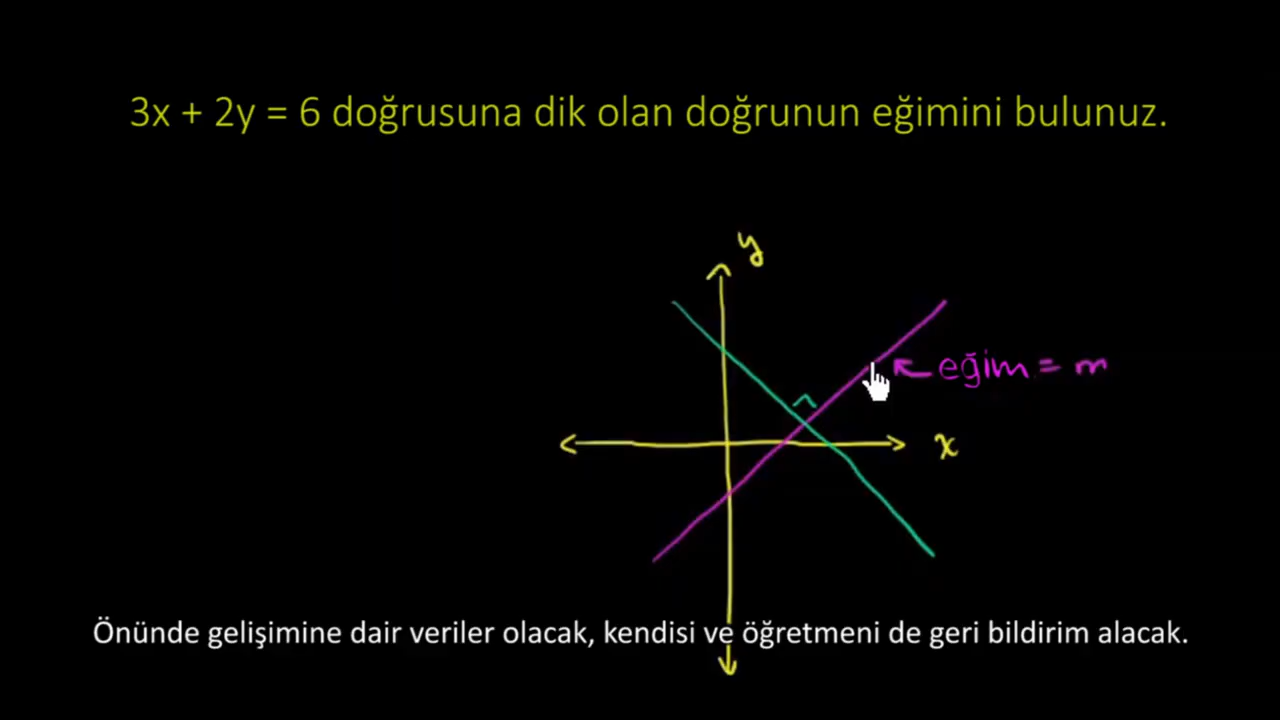 3x + 2y = 6 doğrusuna dik olan doğrunun eğimini bulunuz.
y
eğim = m
x
Önünde gelişimine dair veriler olacak, kendisi ve öğretmeni de geri bildirim alacak.